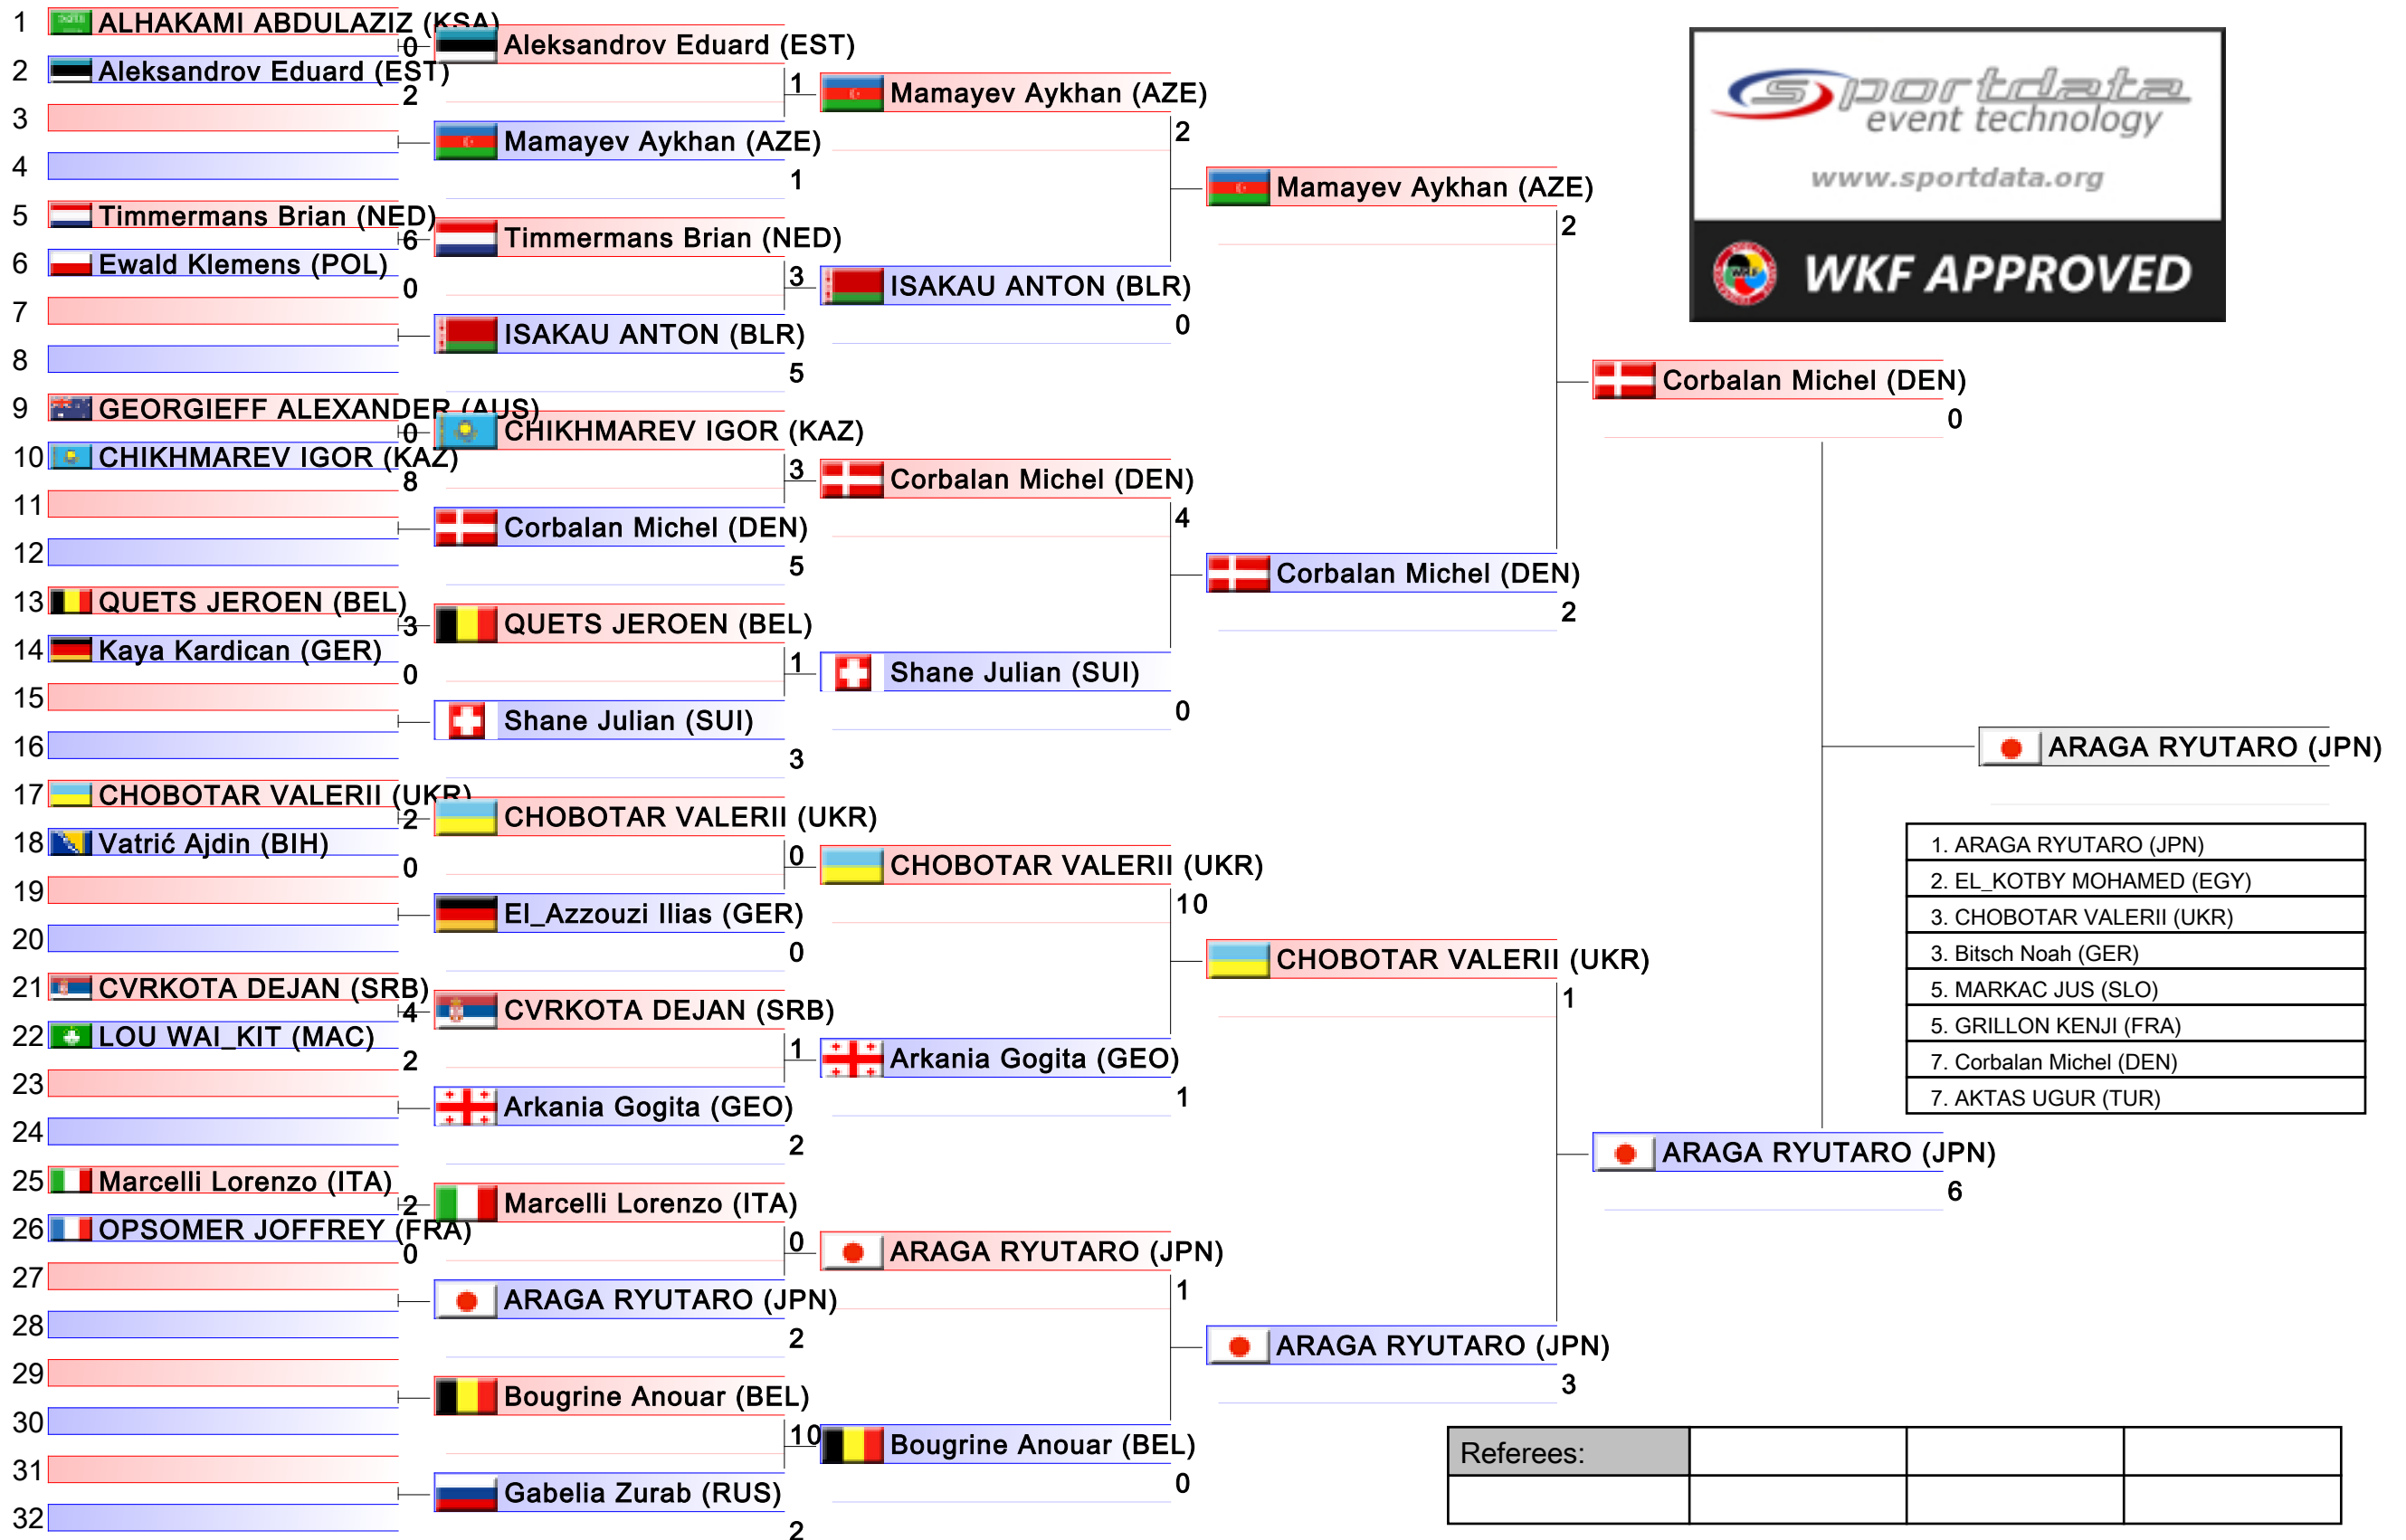 1 ALHAKAMI ABDULAZIZ (KSA)
0
2 Aleksandrov Eduard (EST)
2
3
4
5 Timmermans Brian (NED)
6
6 Ewald Klemens (POL)
0
7
8
9 GEORGIEFF ALEXANDER (AUS)
0
10 CHIKHMAREV IGOR (KAZ)
8
11
12
13 QUETS JEROEN (BEL)
3
14 Kaya Kardican (GER)
0
15
16
17 CHOBOTAR VALERII (UKR)
2
18 Vatrić Ajdin (BIH)
0
19
20
21 CVRKOTA DEJAN (SRB)
4
22 LOU WAI_KIT (MAC)
2
23
24
25 Marcelli Lorenzo (ITA)
2
26 OPSOMER JOFFREY (FRA)
0
27
28
29
30
31
32
Aleksandrov Eduard (EST)
1
Mamayev Aykhan (AZE)
1
Timmermans Brian (NED)
3
ISAKAU ANTON (BLR)
5
CHIKHMAREV IGOR (KAZ)
3
Corbalan Michel (DEN)
5
QUETS JEROEN (BEL)
1
Shane Julian (SUI)
3
CHOBOTAR VALERII (UKR)
0
El_Azzouzi Ilias (GER)
0
CVRKOTA DEJAN (SRB)
1
Arkania Gogita (GEO)
2
Marcelli Lorenzo (ITA)
0
ARAGA RYUTARO (JPN)
2
Bougrine Anouar (BEL)
10
Gabelia Zurab (RUS)
2
Mamayev Aykhan (AZE)
2
ISAKAU ANTON (BLR)
0
Corbalan Michel (DEN)
4
Shane Julian (SUI)
0
CHOBOTAR VALERII (UKR)
10
Arkania Gogita (GEO)
1
ARAGA RYUTARO (JPN)
1
Bougrine Anouar (BEL)
0
Mamayev Aykhan (AZE)
2
Corbalan Michel (DEN)
2
CHOBOTAR VALERII (UKR)
1
ARAGA RYUTARO (JPN)
3
Corbalan Michel (DEN)
0
ARAGA RYUTARO (JPN)
6
ARAGA RYUTARO (JPN)
sportdata
event technology
www.sportdata.org
WKF
WKF APPROVED
1. ARAGA RYUTARO (JPN)
2. EL_KOTBY MOHAMED (EGY)
3. CHOBOTAR VALERII (UKR)
3. Bitsch Noah (GER)
5. MARKAC JUS (SLO)
5. GRILLON KENJI (FRA)
7. Corbalan Michel (DEN)
7. AKTAS UGUR (TUR)
Referees: